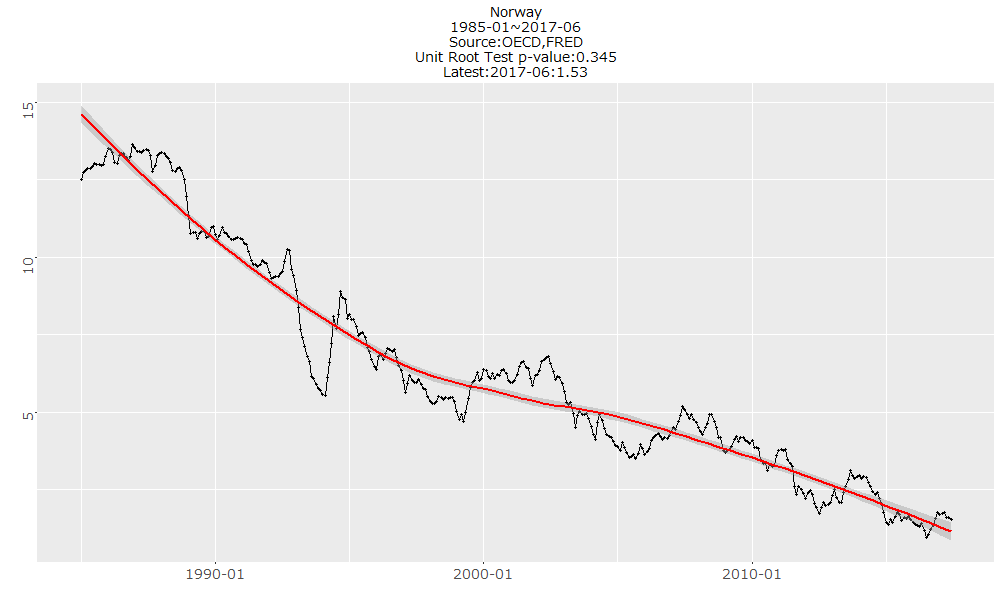 Norway
1985-01~2017-06
Source:OECD,FRED
Unit Root Test p-value:0.345
Latest:2017-06:1.53
15
10
5
1990-01
2000-01
2010-01